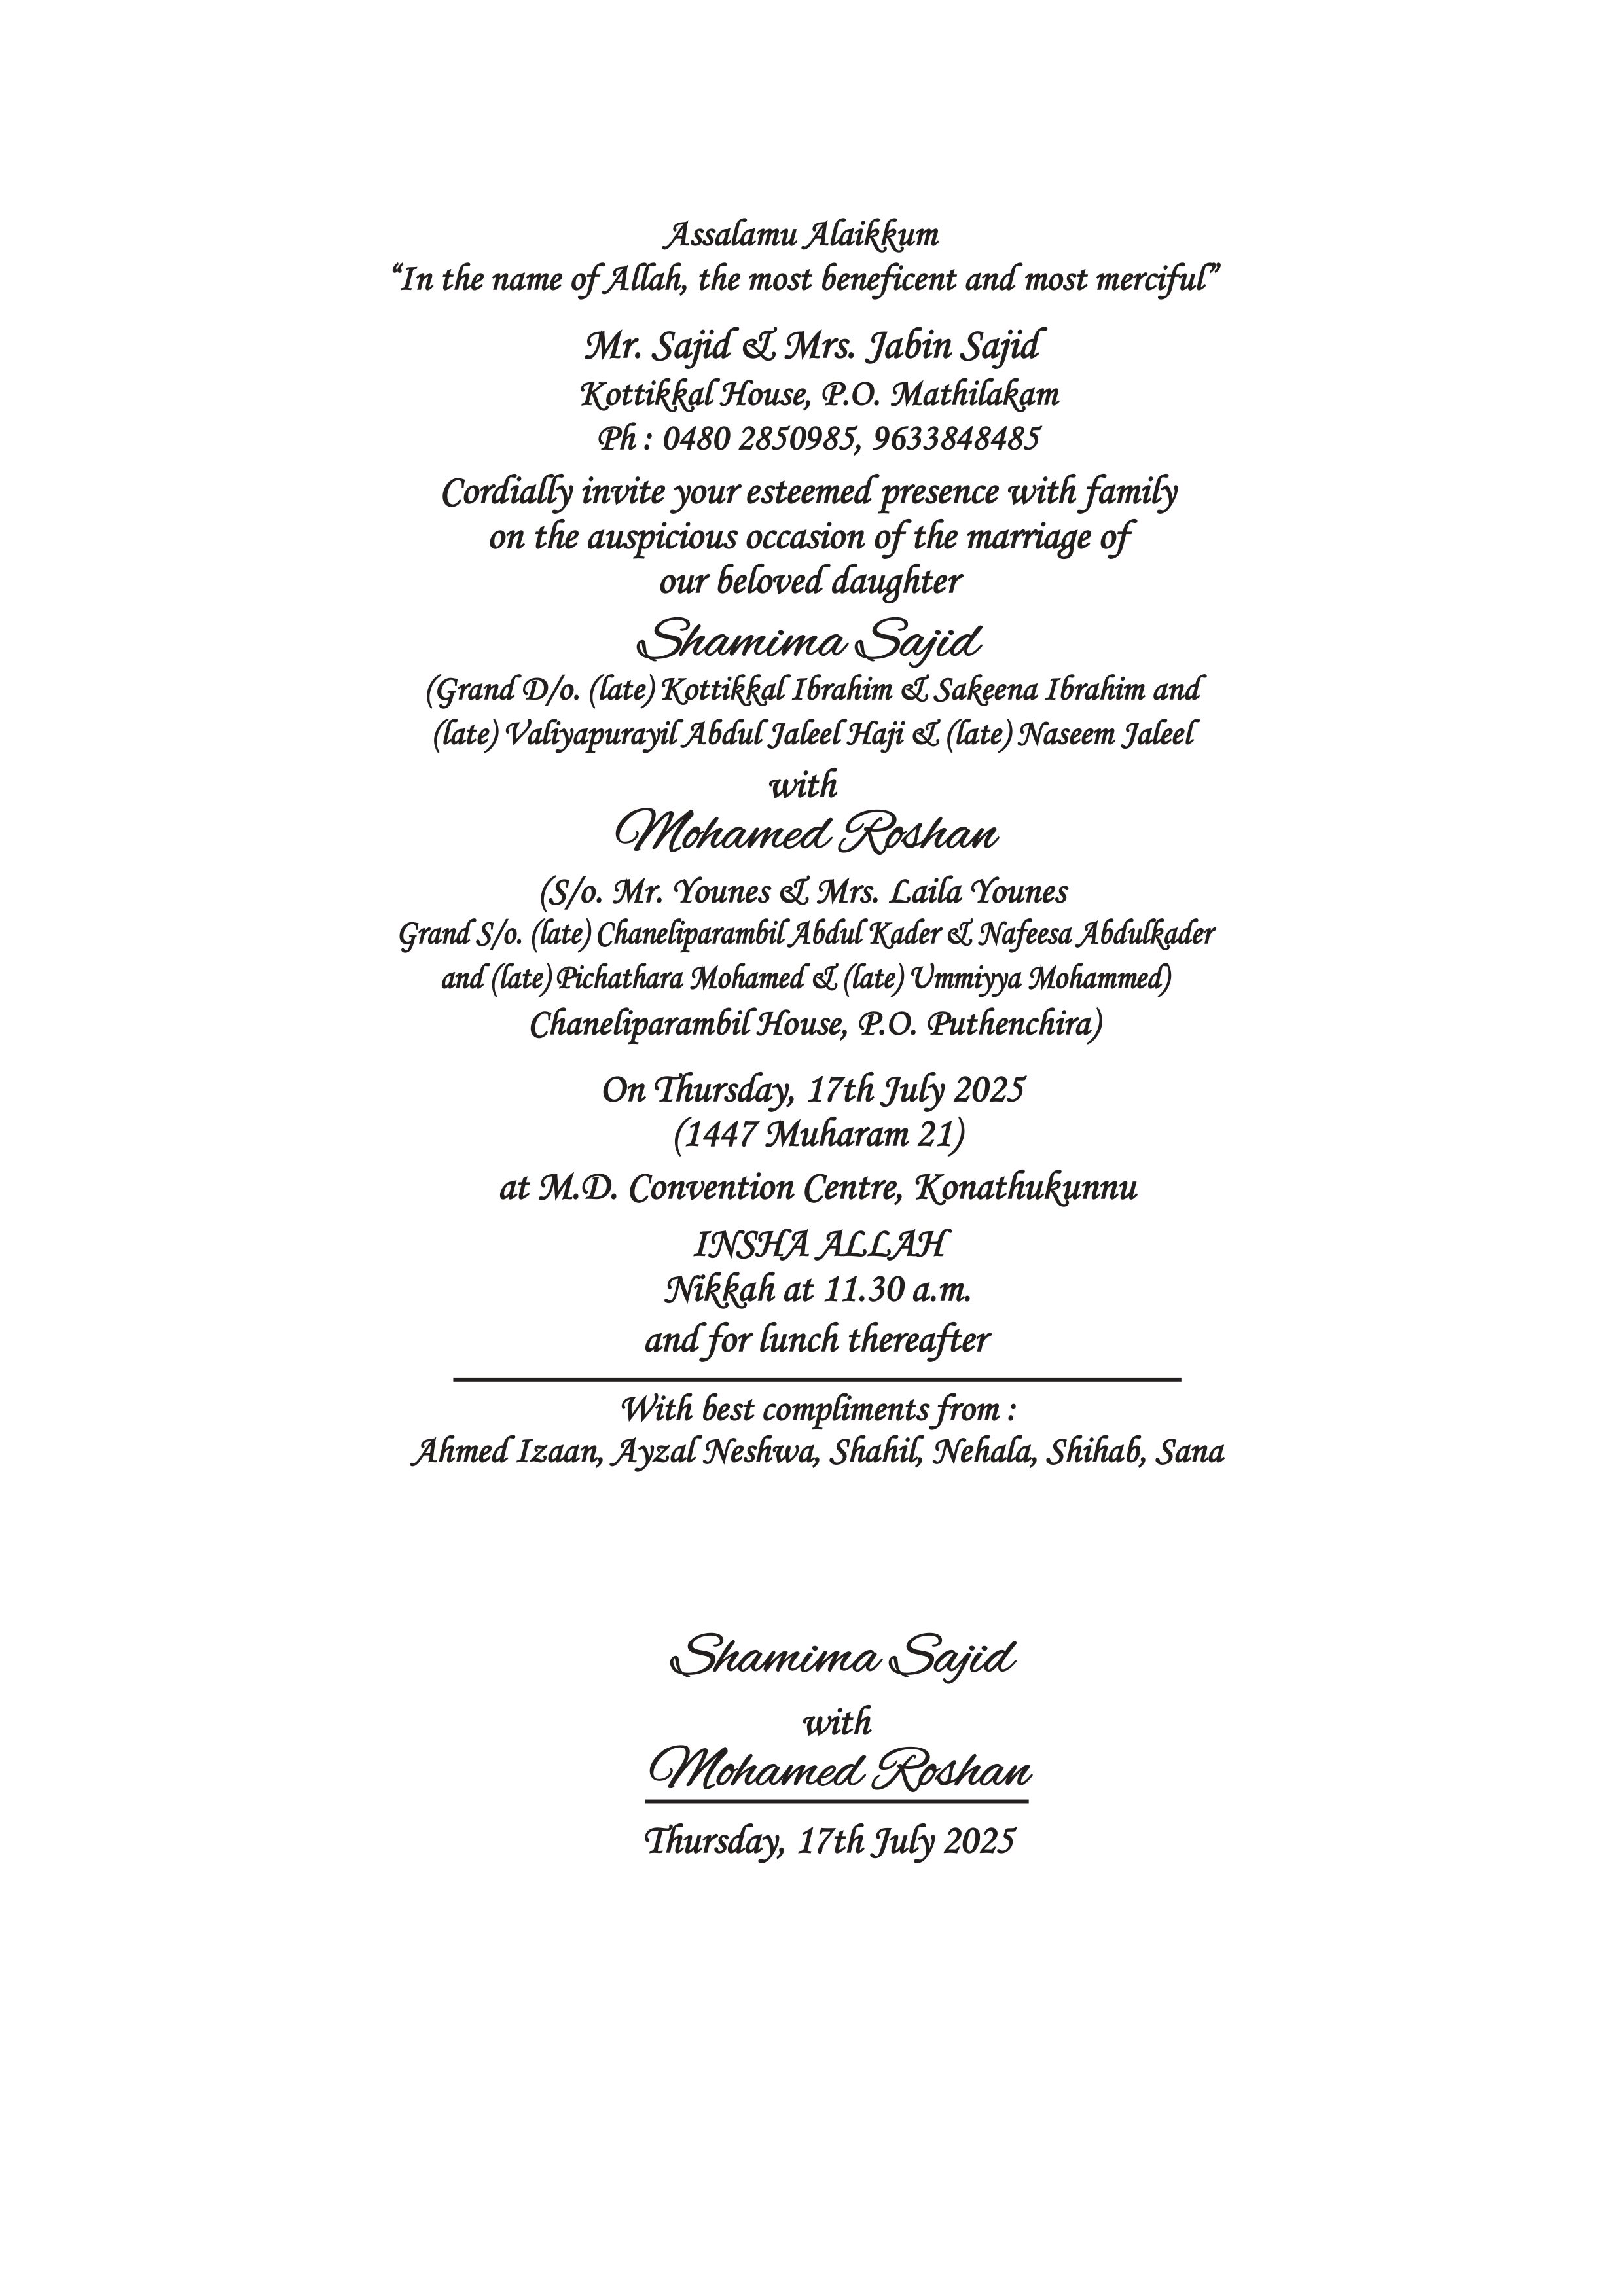 Assalamu Alaikkum
“In the name of Allah, the most beneficent and most merciful”
Mr. Sajid & Mrs. Jabin Sajid
Kottikkal House, P.O. Mathilakam
Ph : 0480 2850985, 9633848485
Cordially invite your esteemed presence with family
on the auspicious occasion of the marriage of
our beloved daughter
Shamima Sajid
(Grand D/o. (late) Kottikkal Ibrahim & Sakeena Ibrahim and
(late) Valiyapurayil Abdul Jaleel Haji & (late) Naseem Jaleel
with
Mohamed Roshan
(S/o. Mr. Younes & Mrs. Laila Younes
Grand S/o. (late) Chaneliparambil Abdul Kader & Nafeesa Abdulkader
and (late) Pichathara Mohamed & (late) Ummiyya Mohammed)
Chaneliparambil House, P.O. Puthenchira)
On Thursday, 17th July 2025
(1447 Muharam 21)
at M.D. Convention Centre, Konathukunnu
INSHA ALLAH
Nikkah at 11.30 a.m.
and for lunch thereafter
With best compliments from :
Ahmed Izaan, Ayzal Neshwa, Shahil, Nehala, Shihab, Sana
Shamima Sajid
with
Mohamed Roshan
Thursday, 17th July 2025